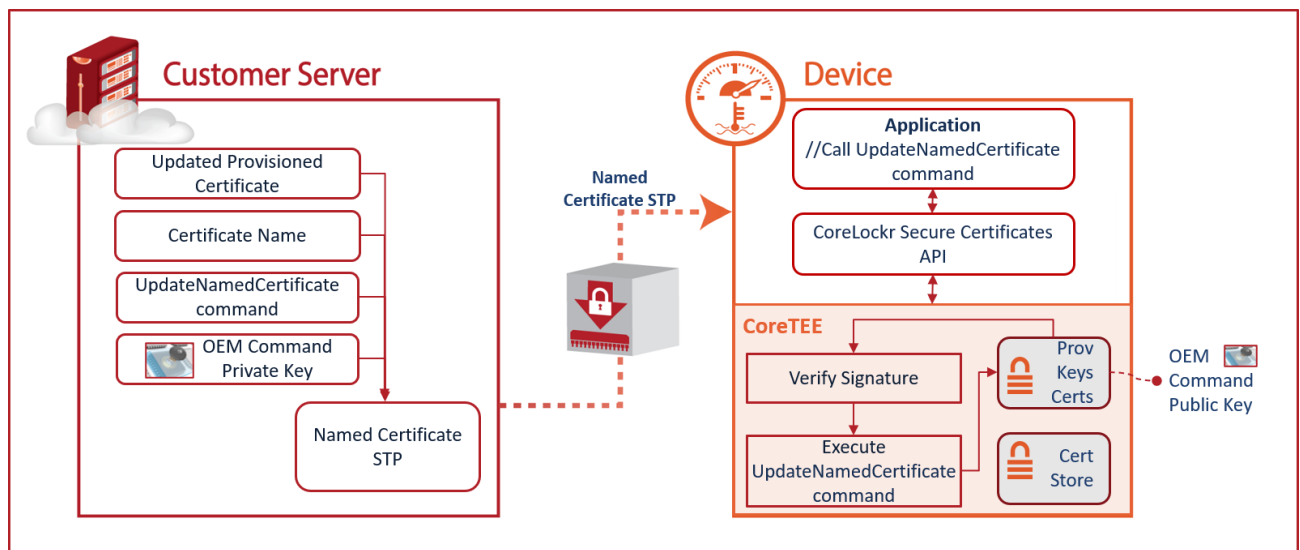 Customer Server
Updated Provisioned
Certificate
Certificate Name
UpdateNamedCertificate
command
OEM Command
Private Key
Named Certificate
STP
Named
Certificate STP
Device
Application
//Call UpdateNamedCertificate
command
CoreLockr Secure Certificates
API
CoreTEE
Verify Signature
Execute
UpdateNamedCertificate
command
Prov
Keys
Certs
Cert
Store
OEM
Command
Public Key